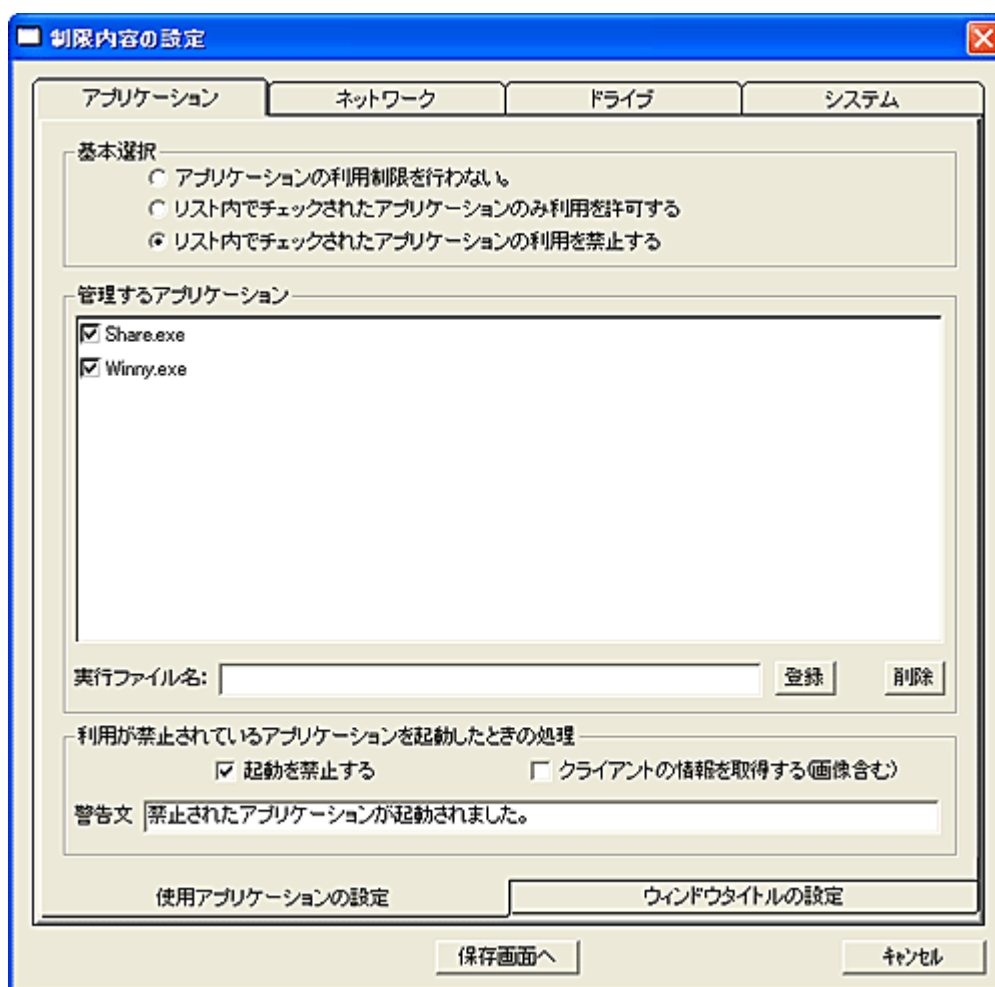 制限内容の設定
アプリケーション ネットワーク ドライブ システム
基本選択
アプリケーションの利用制限を行わない。
リスト内でチェックされたアプリケーションのみ利用を許可する
リスト内でチェックされたアプリケーションの利用を禁止する
管理するアプリケーション
Share.exe
Winny.exe
実行ファイル名: 登録 削除
利用が禁止されているアプリケーションを起動したときの処理
起動を禁止する クライアントの情報を取得する(画像含む)
警告文 禁止されたアプリケーションが起動されました。
使用アプリケーションの設定 ウィンドウタイトルの設定
保存画面へ キャンセル